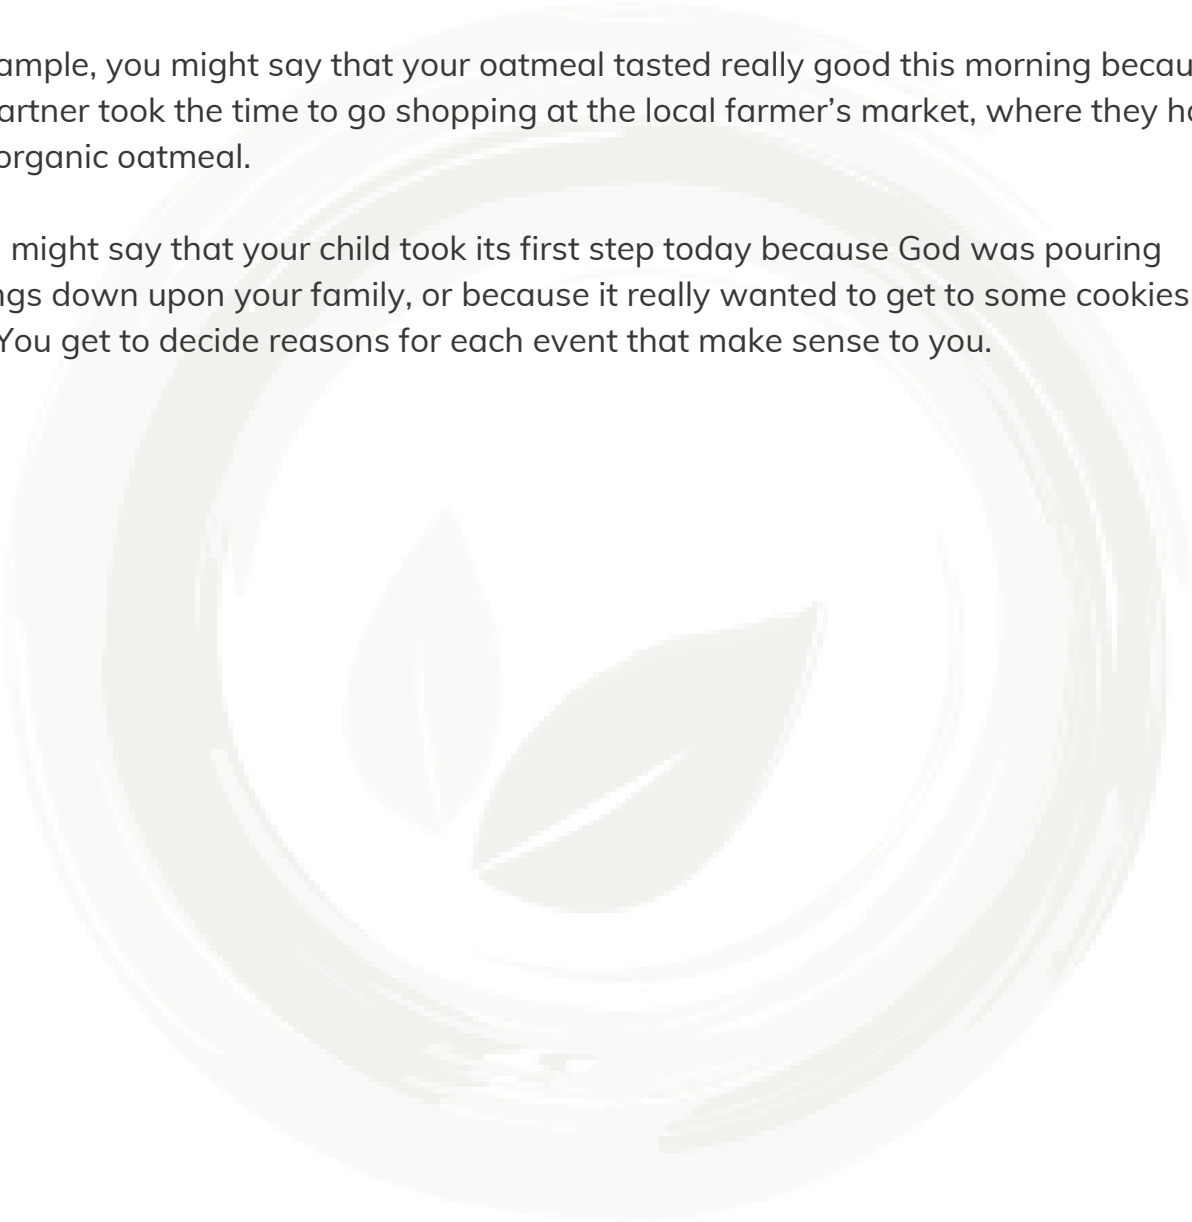 ample, you might say that your oatmeal tasted really good this morning becau
artner took the time to go shopping at the local farmer’s market, where they ha
organic oatmeal.
might say that your child took its first step today because God was pouring
ngs down upon your family, or because it really wanted to get to some cookies
You get to decide reasons for each event that make sense to you.